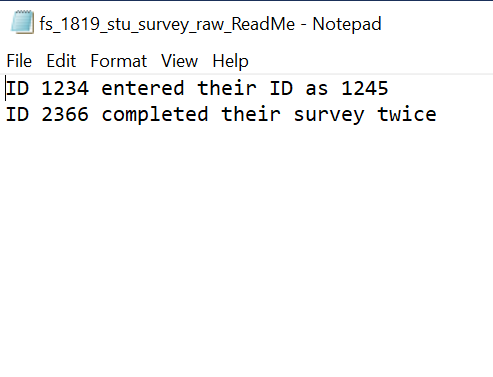 fs_1819_stu_survey_raw_ReadMe - Notepad
File Edit Format View Help
ID 1234 entered their ID as 1245
ID 2366 completed their survey twice